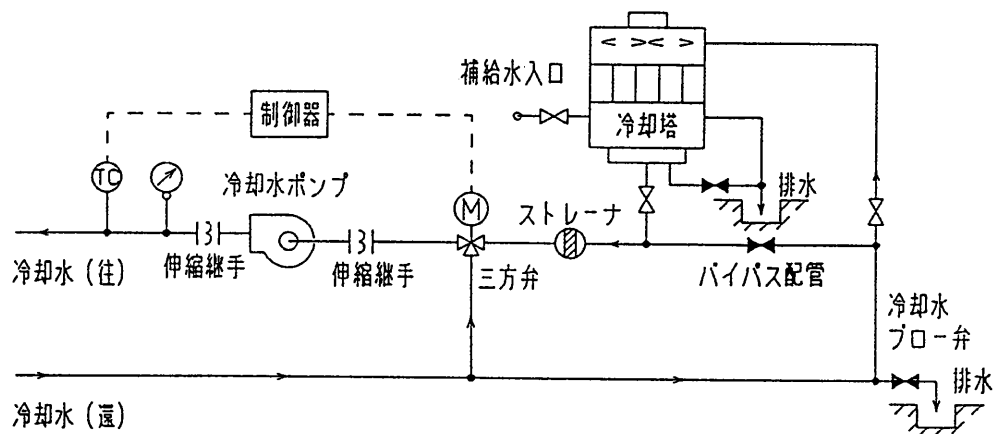 補給水入口
制御器
冷却塔
TC
冷却水ポンプ
M
ストレーナ
排水
冷却水（往）
伸縮継手
伸縮継手
三方弁
バイパス配管
冷却水
ブロー弁
冷却水（還）
排水